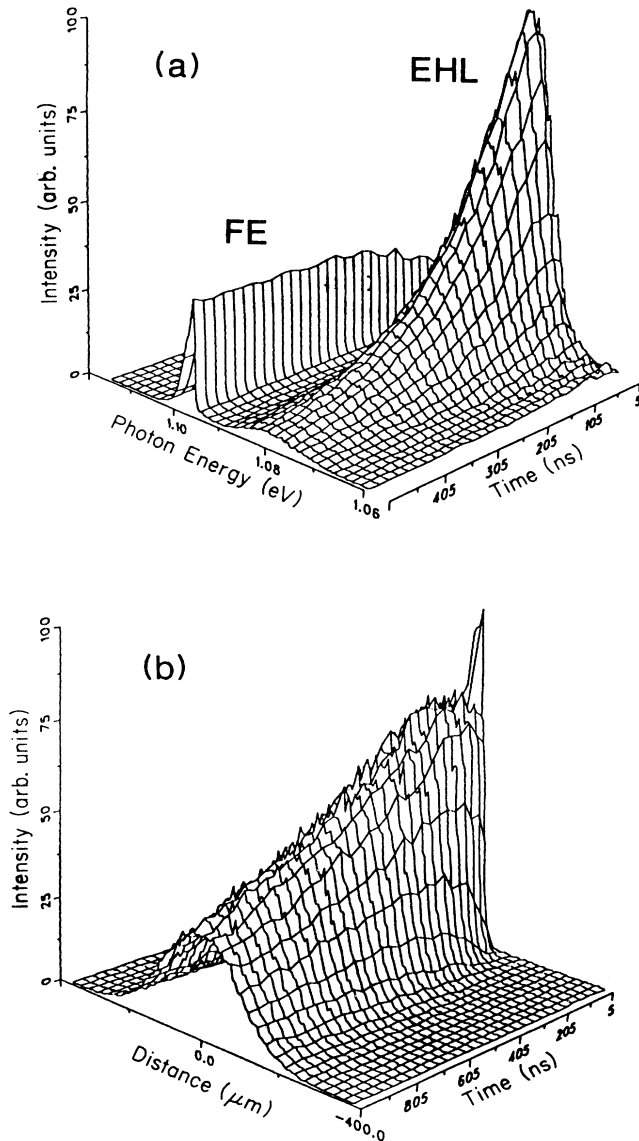 (a)
EHL
FE
100
75
50
25
0
Intensity (arb. units)
1.10
1.08
1.06
Photon Energy (eV)
405
305
205
105
5
Time (ns)
(b)
100
75
50
25
0
Intensity (arb. units)
0.0
-400.0
Distance (μm)
805
605
405
205
5
Time (ns)